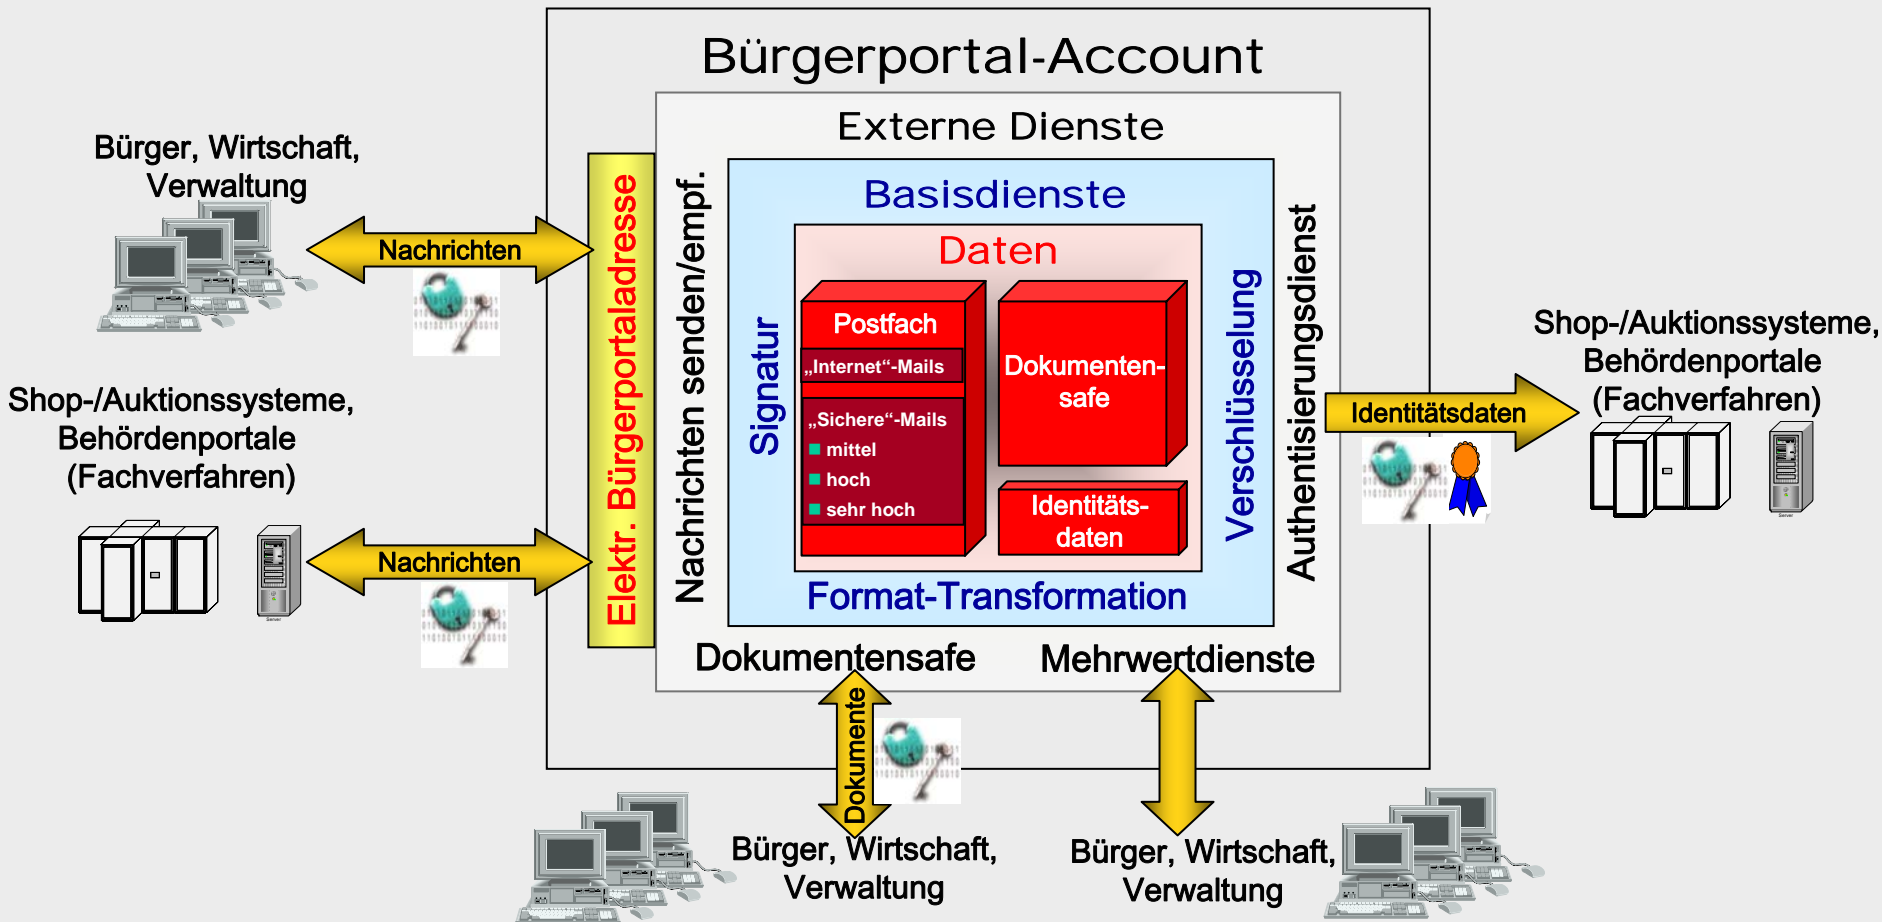 Bürgerportal-Account
Externe Dienste
Basisdienste
Daten
Bürger, Wirtschaft,
Verwaltung
Nachrichten
Shop-/Auktionssysteme,
Behördenportale
(Fachverfahren)
Server
Nachrichten
Elektr. Bürgerportaladresse
Nachrichten senden/empf.
Signatur
Postfach
„Internet“-Mails
„Sichere“-Mails
mittel
hoch
sehr hoch
Dokumenten-
safe
Identitäts-
daten
Verschlüsselung
Authentisierungsdienst
Format-Transformation
Dokumentensafe
Mehrwertdienste
Identitätsdaten
Shop-/Auktionssysteme,
Behördenportale
(Fachverfahren)
Server
Dokumente
Bürger, Wirtschaft,
Verwaltung
Bürger, Wirtschaft,
Verwaltung